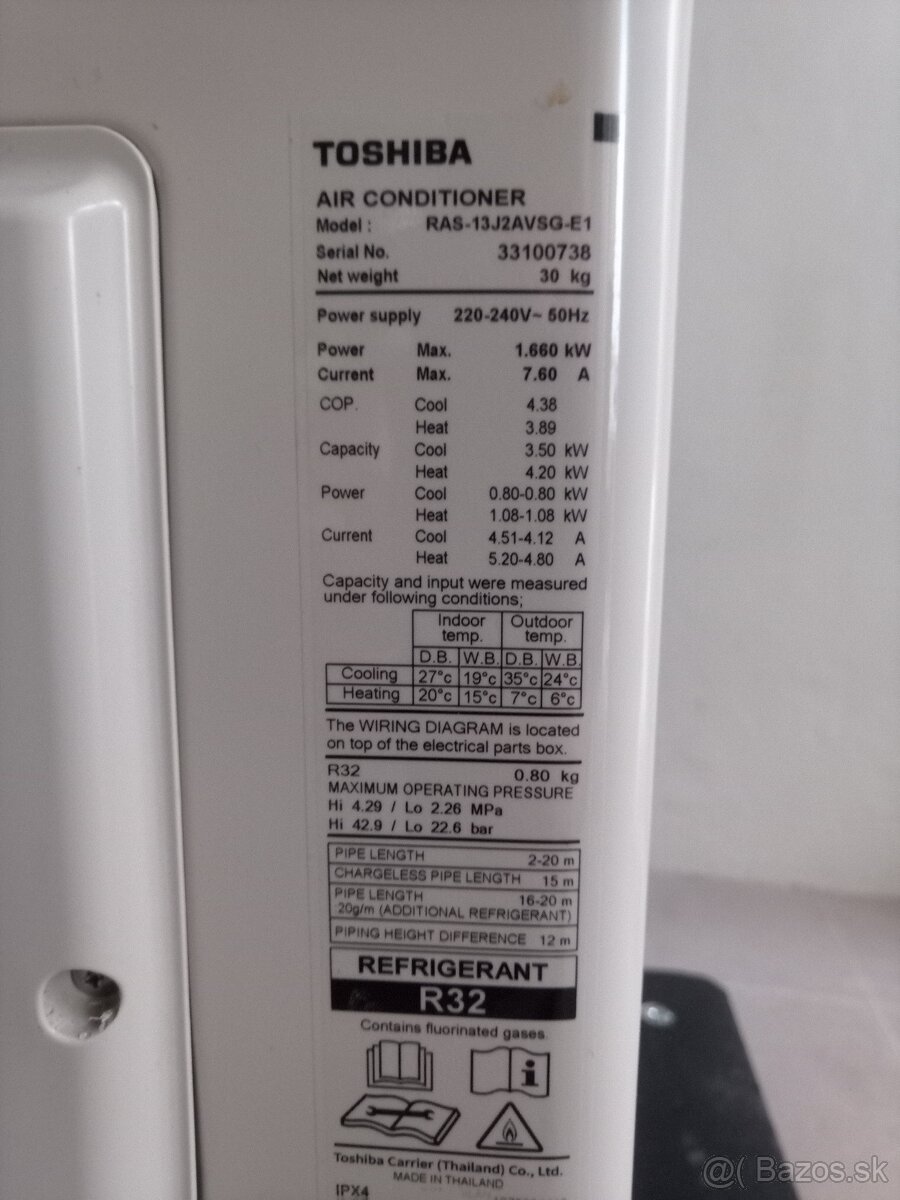 TOSHIBA
AIR CONDITIONER
Model : RAS-13J2AVSG-E1
Serial No. 33100738
Net weight 30 kg
Power supply 220-240V~ 50Hz
Power Max. 1.660 kW
Current Max. 7.60 A
COP. Cool 4.38
Heat 3.89
Capacity Cool 3.50 kW
Heat 4.20 kW
Power Cool 0.80-0.80 kW
Heat 1.08-1.08 kW
Current Cool 4.51-4.12 A
Heat 5.20-4.80 A
Capacity and input were measured
under following conditions;
Indoor temp. Outdoor temp.
D.B. W.B. D.B. W.B.
Cooling 27°c 19°c 35°c 24°c
Heating 20°c 15°c 7°c 6°c
The WIRING DIAGRAM is located
on top of the electrical parts box.
R32 0.80 kg
MAXIMUM OPERATING PRESSURE
Hi 4.29 / Lo 2.26 MPa
Hi 42.9 / Lo 22.6 bar
PIPE LENGTH 2-20 m
CHARGELESS PIPE LENGTH 15 m
PIPE LENGTH 16-20 m
20g/m (ADDITIONAL REFRIGERANT)
PIPING HEIGHT DIFFERENCE 12 m
REFRIGERANT
R32
Contains fluorinated gases.
i
Toshiba Carrier (Thailand) Co., Ltd.
MADE IN THAILAND
IPX4
@( Bazos.sk